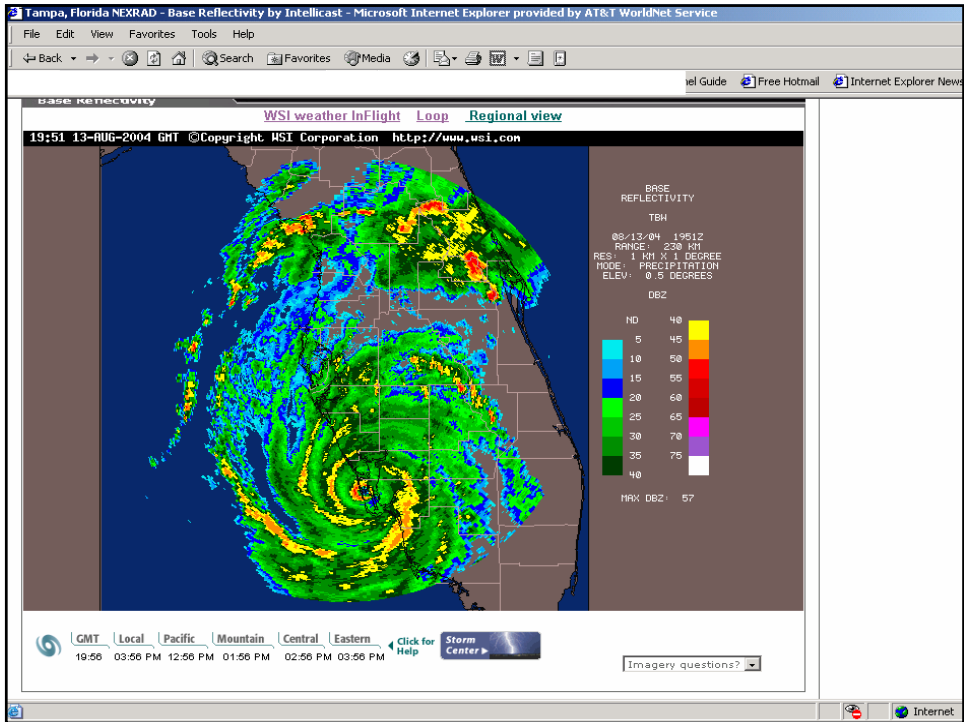 Tampa, Florida NEXRAD - Base Reflectivity by Intellicast - Microsoft Internet Explorer provided by AT&T WorldNet Service
File Edit View Favorites Tools Help
Back Search Favorites Media
nel Guide Free Hotmail Internet Explorer News
Base Reflectivity
WSI weather InFlight Loop Regional view
19:51 13-AUG-2004 GMT ©Copyright WSI Corporation http://www.wsi.com
BASE
REFLECTIVITY
TBW
08/13/04 1951Z
RANGE: 230 KM
RES: 1 KM X 1 DEGREE
MODE: PRECIPITATION
ELEV: 0.5 DEGREES
DBZ
ND 40
5 45
10 50
15 55
20 60
25 65
30 70
35 75
40
MAX DBZ: 57
GMT Local Pacific Mountain Central Eastern Click for Help Storm Center
19:56 03:56 PM 12:56 PM 01:56 PM 02:56 PM 03:56 PM
Imagery questions?
Internet